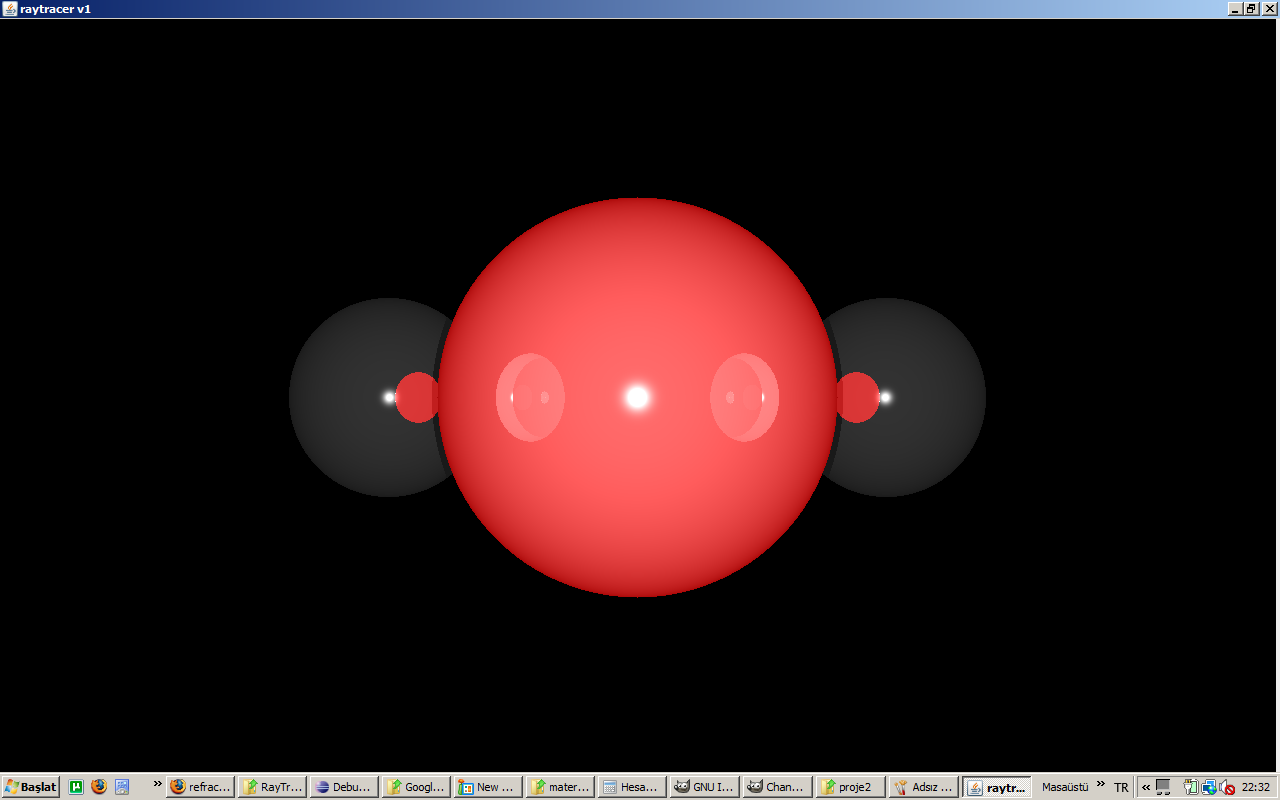 raytracer v1
Başlat
»
refrac...
RayTr...
Debu...
Googl...
New ...
mater...
Hesa...
GNU I...
Chan...
proje2
Adsız ...
raytr...
Masaüstü
»
TR
«
22:32